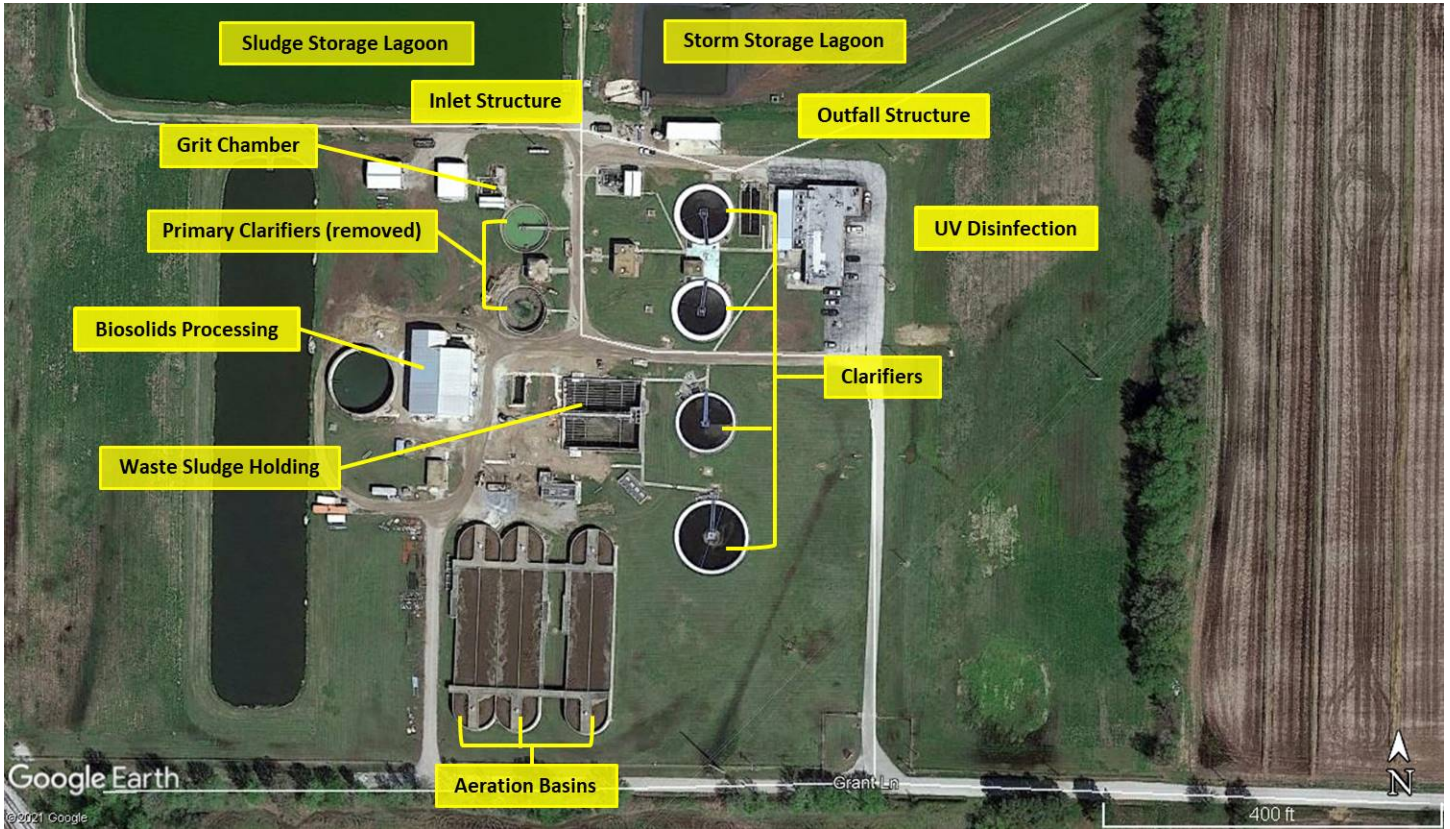 Sludge Storage Lagoon
Storm Storage Lagoon
Inlet Structure
Outfall Structure
Grit Chamber
Primary Clarifiers (removed)
UV Disinfection
Biosolids Processing
Clarifiers
Waste Sludge Holding
Aeration Basins
Google Earth
Grant Ln
N
400 ft
©2021 Google